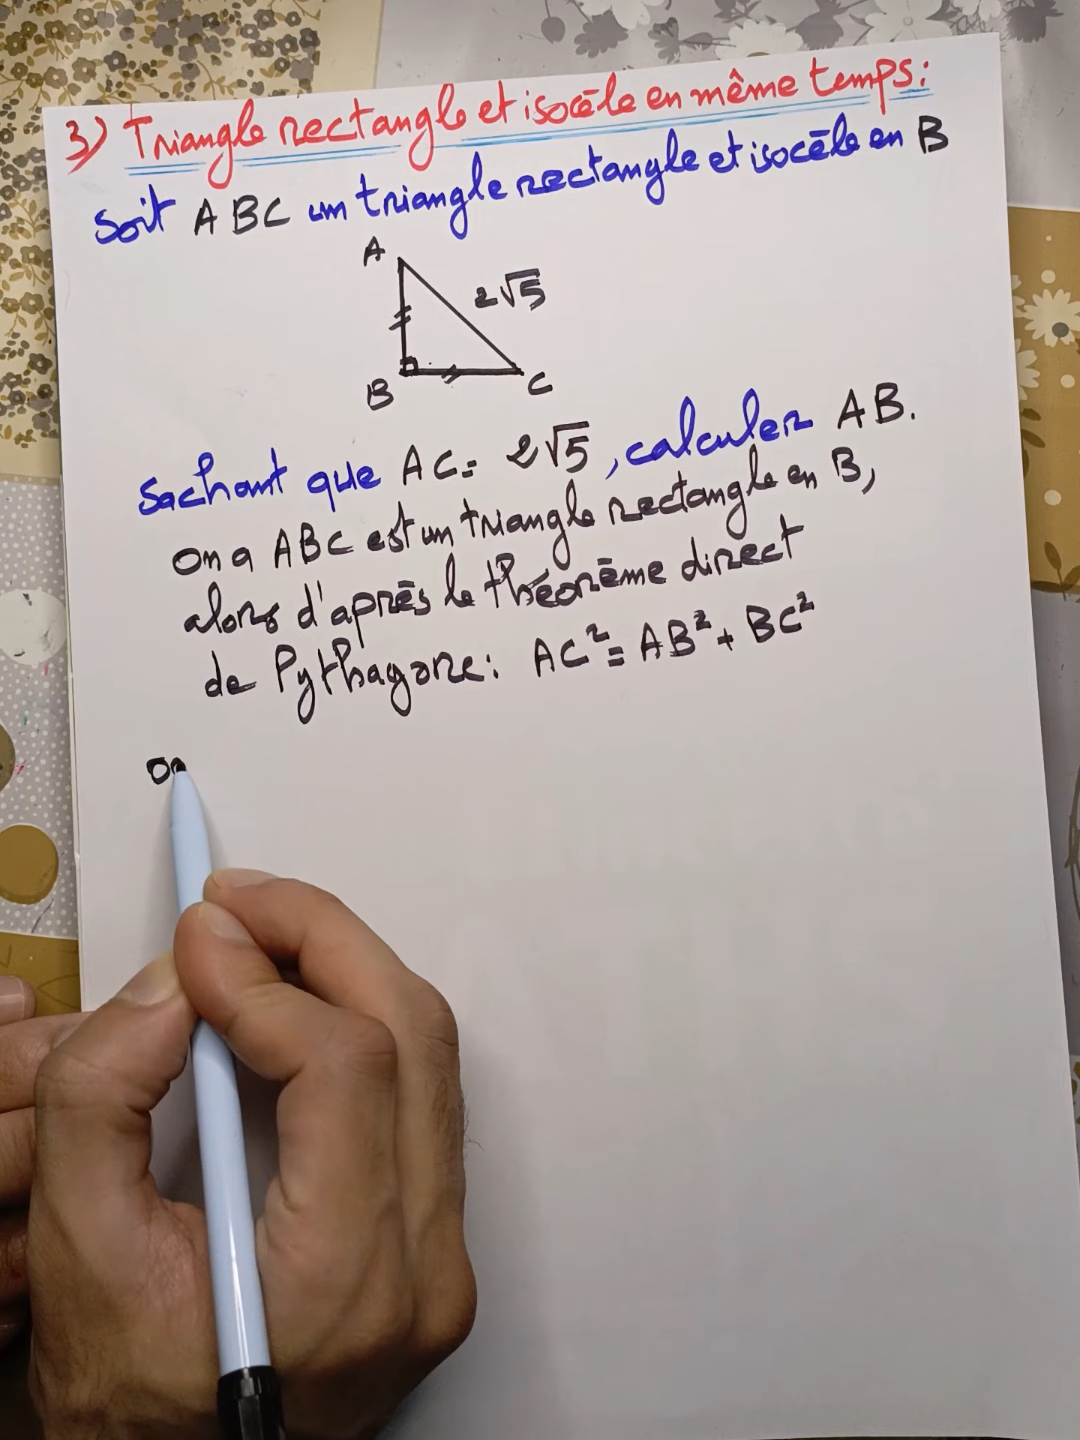 3) Triangle rectangle et isocèle en même temps:
Soit ABC un triangle rectangle et isocèle en B
A
2√5
B
C
Sachant que AC = 2√5, calculer AB.
On a ABC est un triangle rectangle en B,
alors d'après le théorème direct
de Pythagore: AC² = AB² + BC²
on